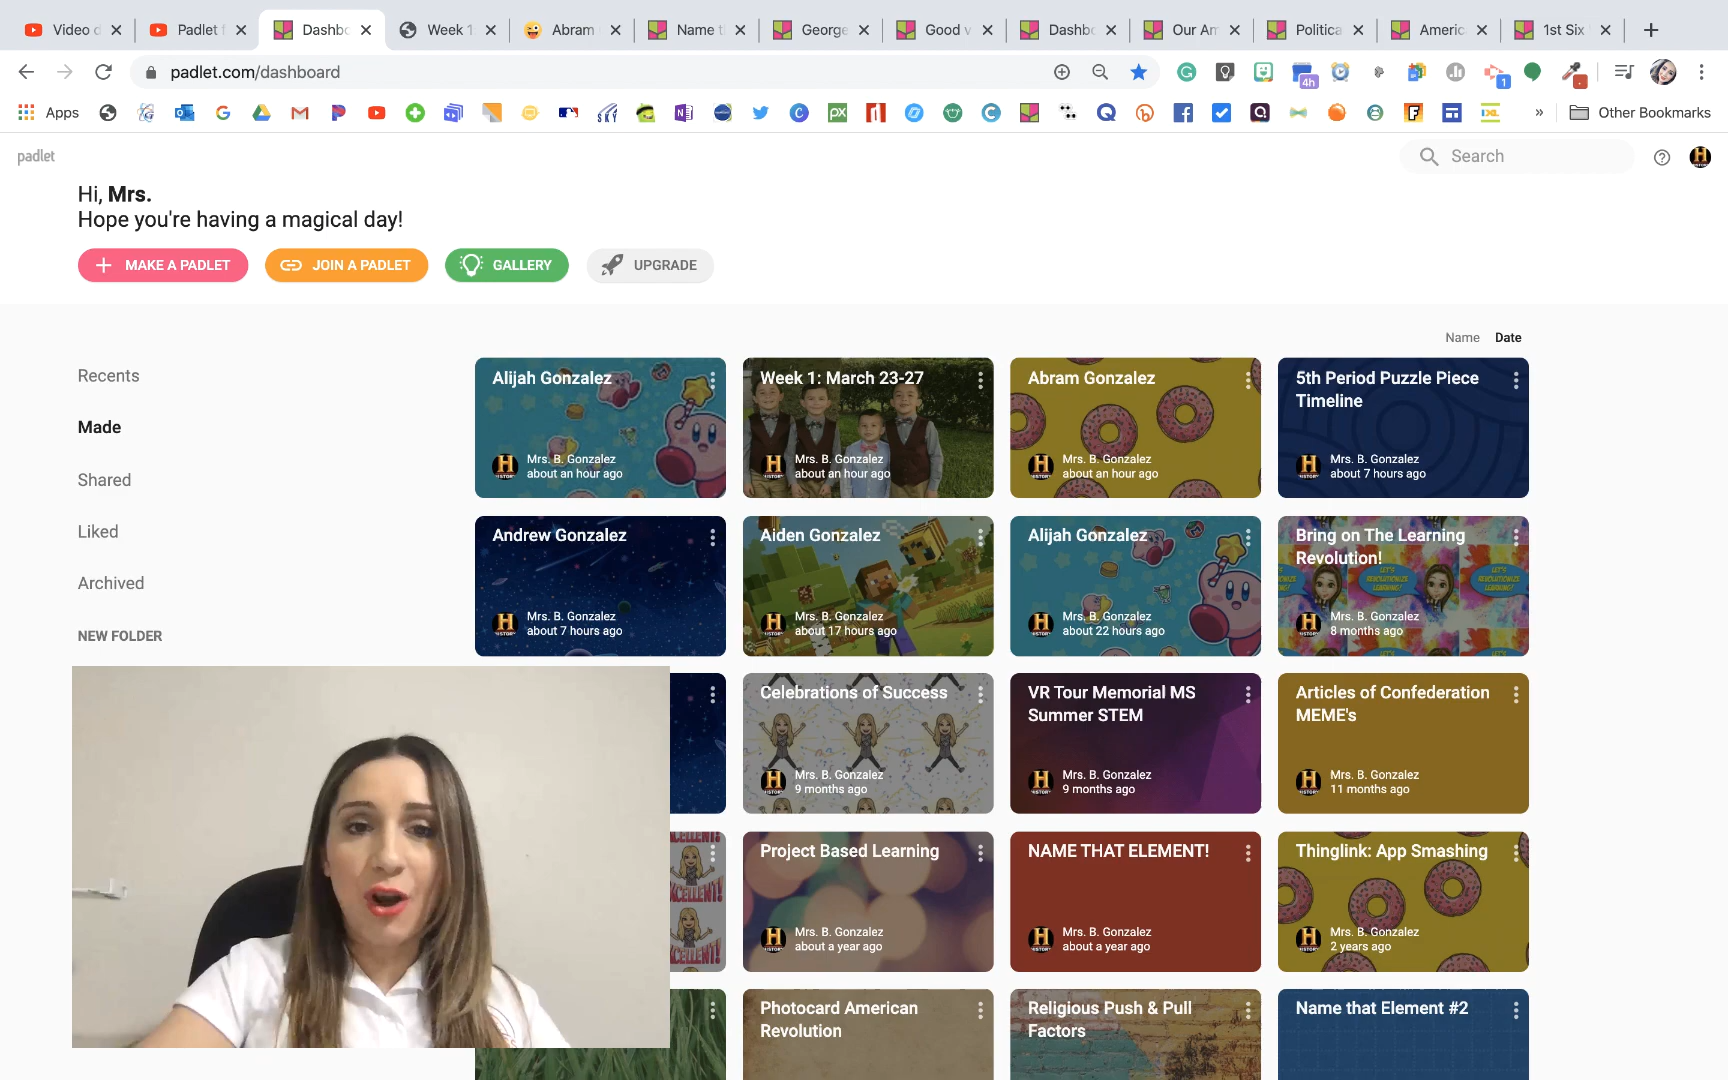 Video d
Padlet f
Dashbo
Week 1
Abram
Name t
George
Good v
Dashb
Our Am
Politica
Americ
1st Six
padlet.com/dashboard
4h
1
Apps
Other Bookmarks
padlet
Search
Hi, Mrs.
Hope you're having a magical day!
MAKE A PADLET
JOIN A PADLET
GALLERY
UPGRADE
Name Date
Recents
Made
Shared
Liked
Archived
NEW FOLDER
Alijah Gonzalez
Mrs. B. Gonzalez
about an hour ago
Week 1: March 23-27
Mrs. B. Gonzalez
about an hour ago
Abram Gonzalez
Mrs. B. Gonzalez
about an hour ago
5th Period Puzzle Piece
Timeline
Mrs. B. Gonzalez
about 7 hours ago
Andrew Gonzalez
Mrs. B. Gonzalez
about 7 hours ago
Aiden Gonzalez
Mrs. B. Gonzalez
about 17 hours ago
Alijah Gonzalez
Mrs. B. Gonzalez
about 22 hours ago
Bring on The Learning
Revolution!
Mrs. B. Gonzalez
8 months ago
Celebrations of Success
Mrs. B. Gonzalez
9 months ago
VR Tour Memorial MS
Summer STEM
Mrs. B. Gonzalez
9 months ago
Articles of Confederation
MEME's
Mrs. B. Gonzalez
11 months ago
Project Based Learning
Mrs. B. Gonzalez
about a year ago
NAME THAT ELEMENT!
Mrs. B. Gonzalez
about a year ago
Thinglink: App Smashing
Mrs. B. Gonzalez
2 years ago
Photocard American
Revolution
Religious Push & Pull
Factors
Name that Element #2